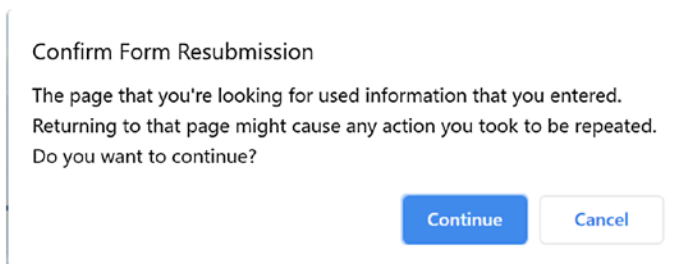 Confirm Form Resubmission
The page that you're looking for used information that you entered.
Returning to that page might cause any action you took to be repeated.
Do you want to continue?
Continue Cancel